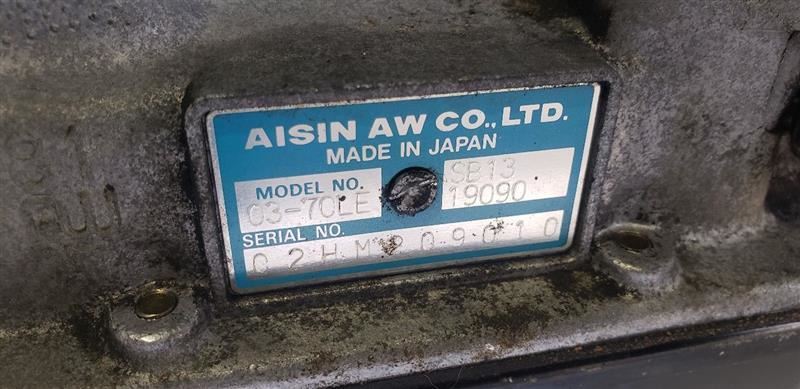 AISIN AW CO., LTD.
MADE IN JAPAN
MODEL NO.
03-70LE
SB13
19090
SERIAL NO.
02HM209010